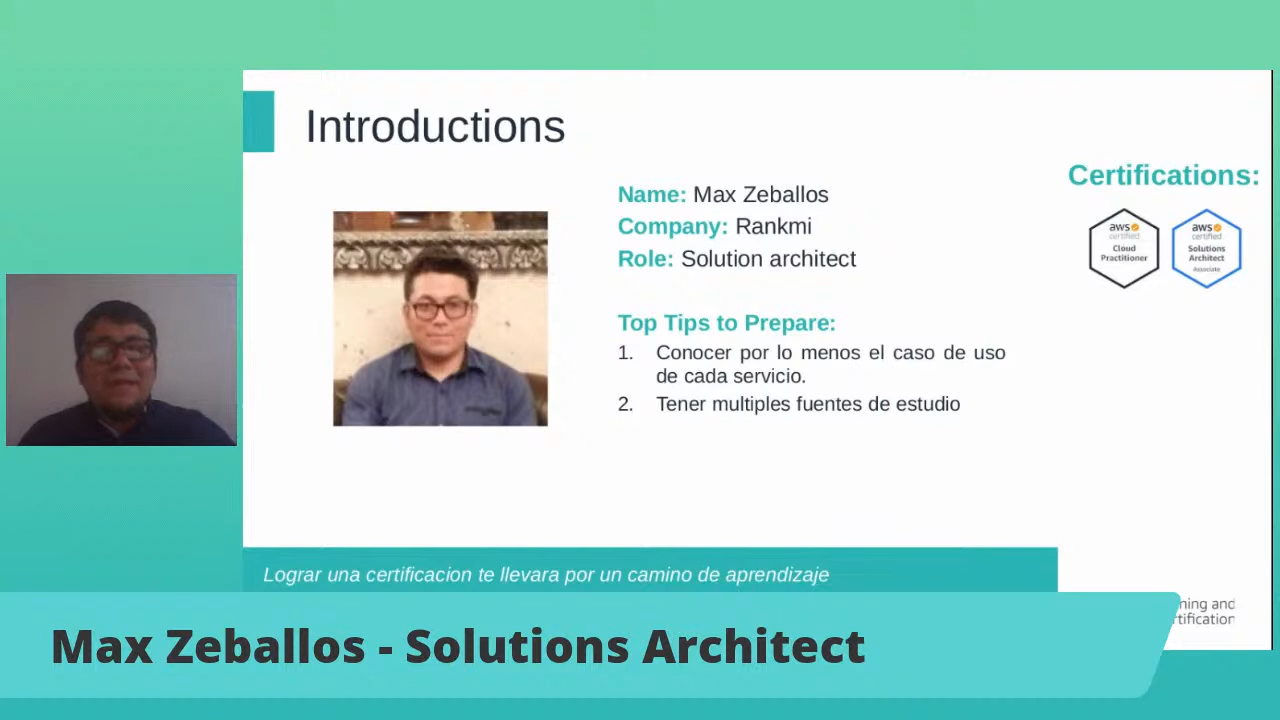 Introductions
Name: Max Zeballos
Company: Rankmi
Role: Solution architect
Top Tips to Prepare:
1. Conocer por lo menos el caso de uso
de cada servicio.
2. Tener multiples fuentes de estudio
Certifications:
aws
certified
Cloud
Practitioner
aws
certified
Solutions
Architect
Associate
Lograr una certificacion te llevara por un camino de aprendizaje
ning and
rtification
Max Zeballos - Solutions Architect